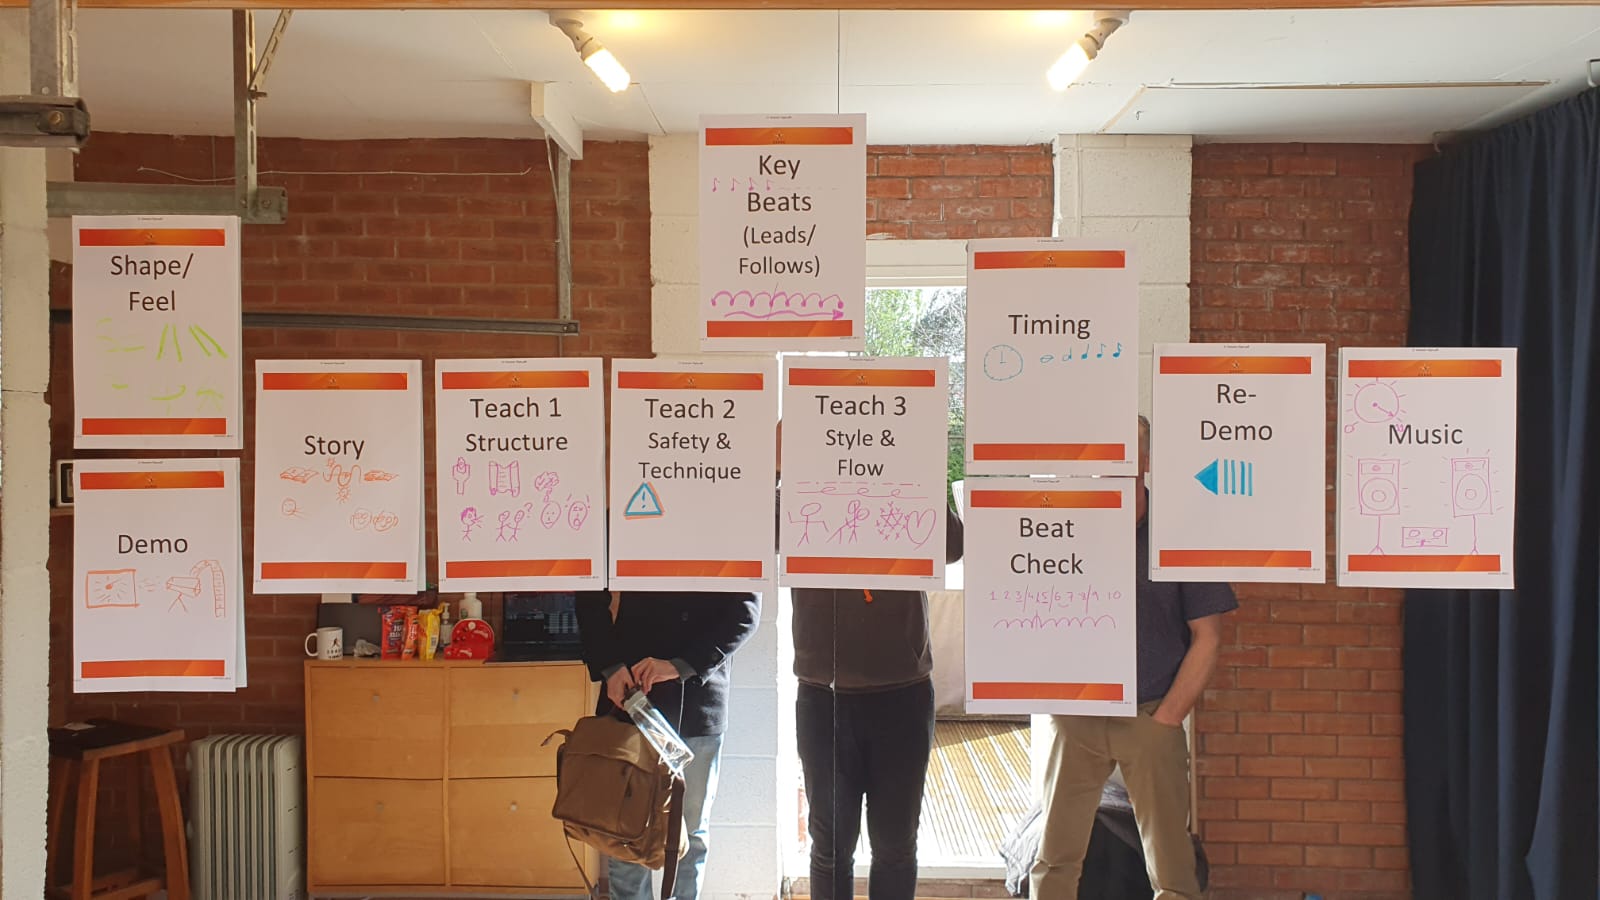 Key
Beats
(Leads/
Follows)
Shape/
Feel
Timing
Story
Teach 1
Structure
Teach 2
Safety &
Technique
Teach 3
Style &
Flow
Re-
Demo
Music
Demo
Beat
Check
1 2 3/4 5/6 7 8/9 10